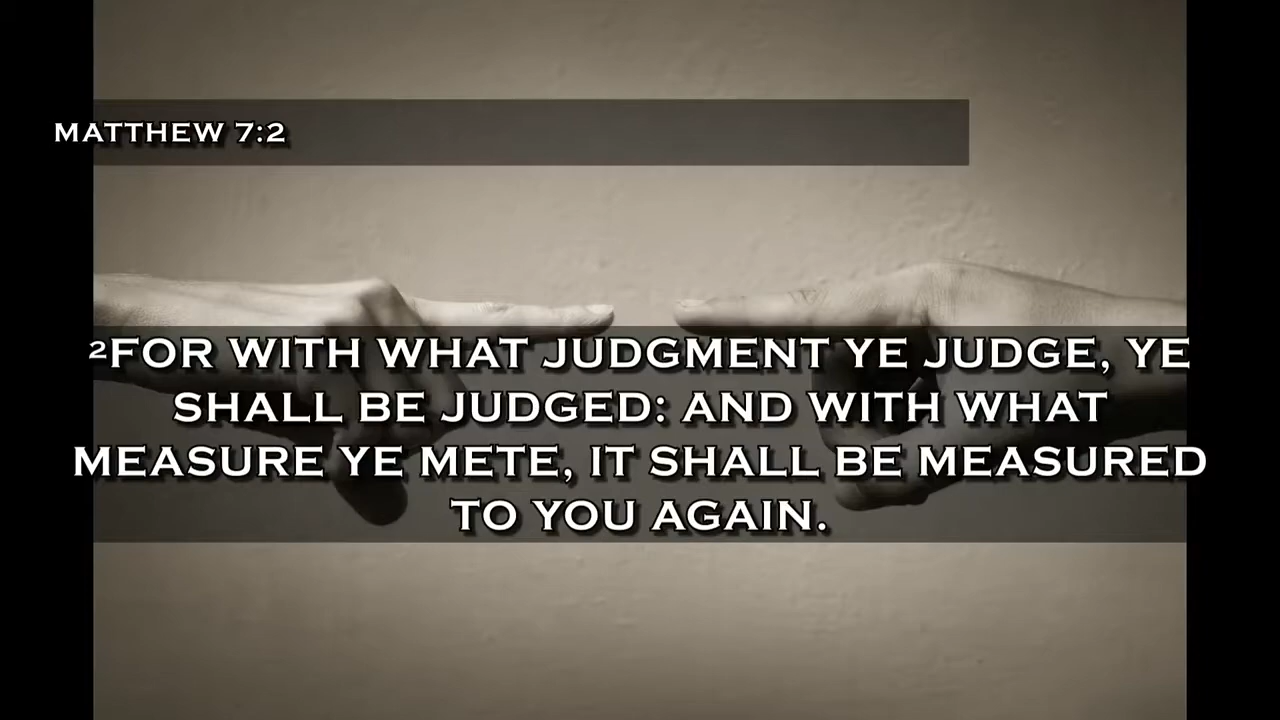 MATTHEW 7:2
²FOR WITH WHAT JUDGMENT YE JUDGE, YE
SHALL BE JUDGED: AND WITH WHAT
MEASURE YE METE, IT SHALL BE MEASURED
TO YOU AGAIN.